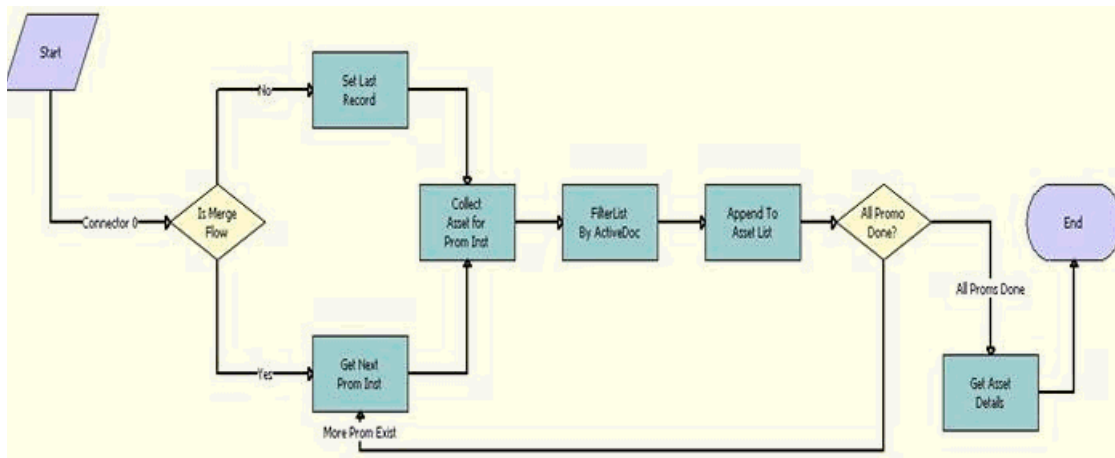 Start
Connector 0
Is Merge
Flow
No
Yes
Set Last
Record
Get Next
Prom Inst
Collect
Asset for
Prom Inst
FilterList
By ActiveDoc
Append To
Asset List
All Promo
Done?
More Prom Exist
All Proms Done
Get Asset
Details
End